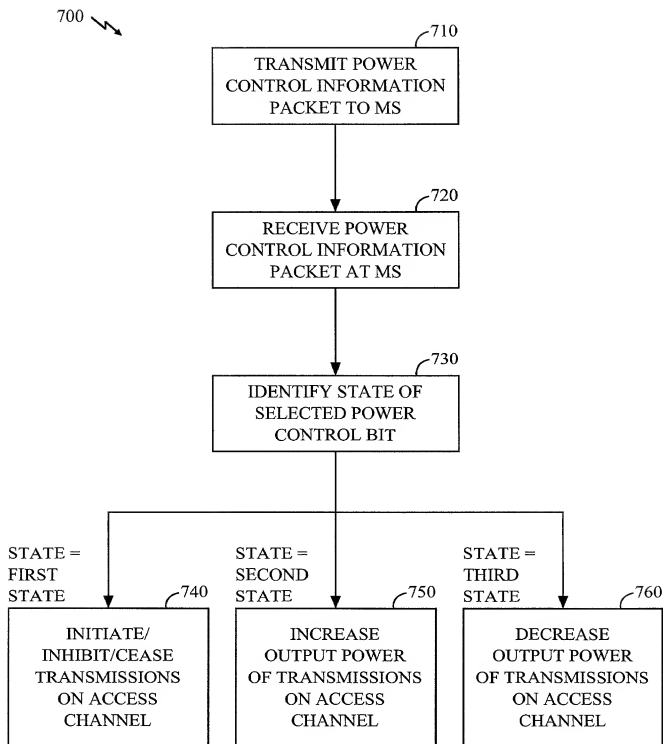 700
710
TRANSMIT POWER
CONTROL INFORMATION
PACKET TO MS
720
RECEIVE POWER
CONTROL INFORMATION
PACKET AT MS
730
IDENTIFY STATE OF
SELECTED POWER
CONTROL BIT
STATE =
FIRST
STATE
740
INITIATE/
INHIBIT/CEASE
TRANSMISSIONS
ON ACCESS
CHANNEL
STATE =
SECOND
STATE
750
INCREASE
OUTPUT POWER
OF TRANSMISSIONS
ON ACCESS
CHANNEL
STATE =
THIRD
STATE
760
DECREASE
OUTPUT POWER
OF TRANSMISSIONS
ON ACCESS
CHANNEL